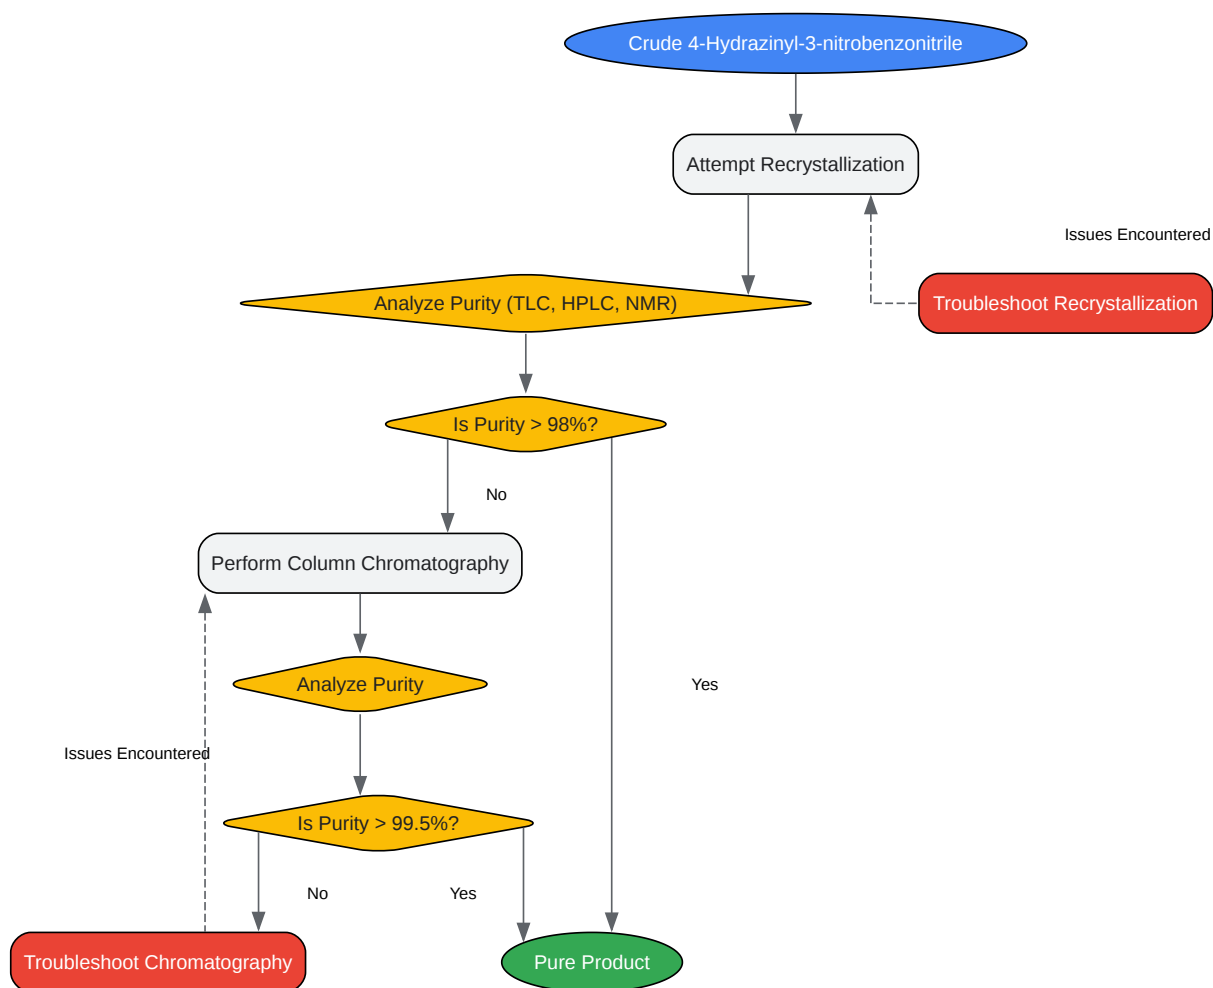 Crude 4-Hydrazinyl-3-nitrobenzonitrile
Attempt Recrystallization
Issues Encountered
Analyze Purity (TLC, HPLC, NMR)
Troubleshoot Recrystallization
Is Purity > 98%?
No
Perform Column Chromatography
Analyze Purity
Yes
Issues Encountered
Is Purity > 99.5%?
No
Yes
Troubleshoot Chromatography
Pure Product